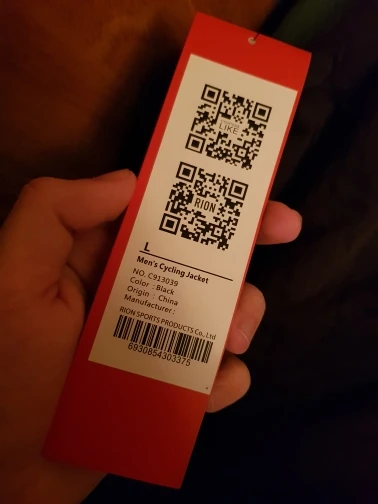 LIKE
RION
L
Men's Cycling Jacket
NO. C913039
Color : Black
Origin : China
Manufacturer :
RION SPORTS PRODUCTS Co., Ltd
6930854303375